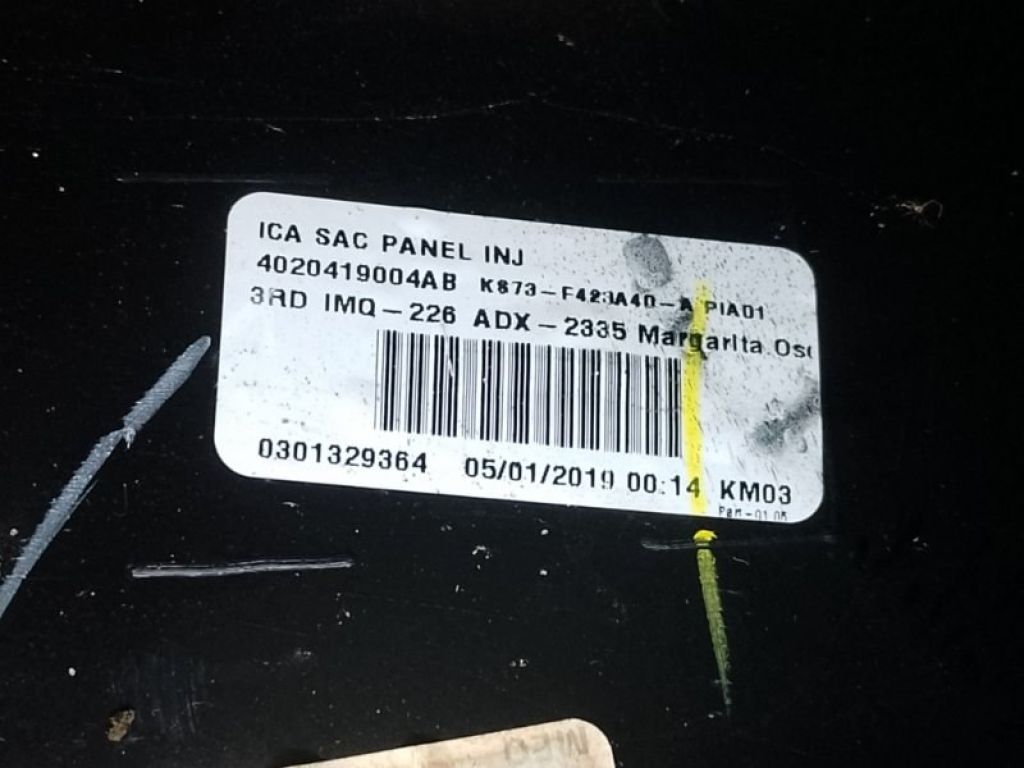 ICA SAC PANEL INJ
4020419004AB K873-F423A40-A PIA01
3RD IMQ-226 ADX-2335 Margarita Oso
0301329364 05/01/2019 00:14 KM03